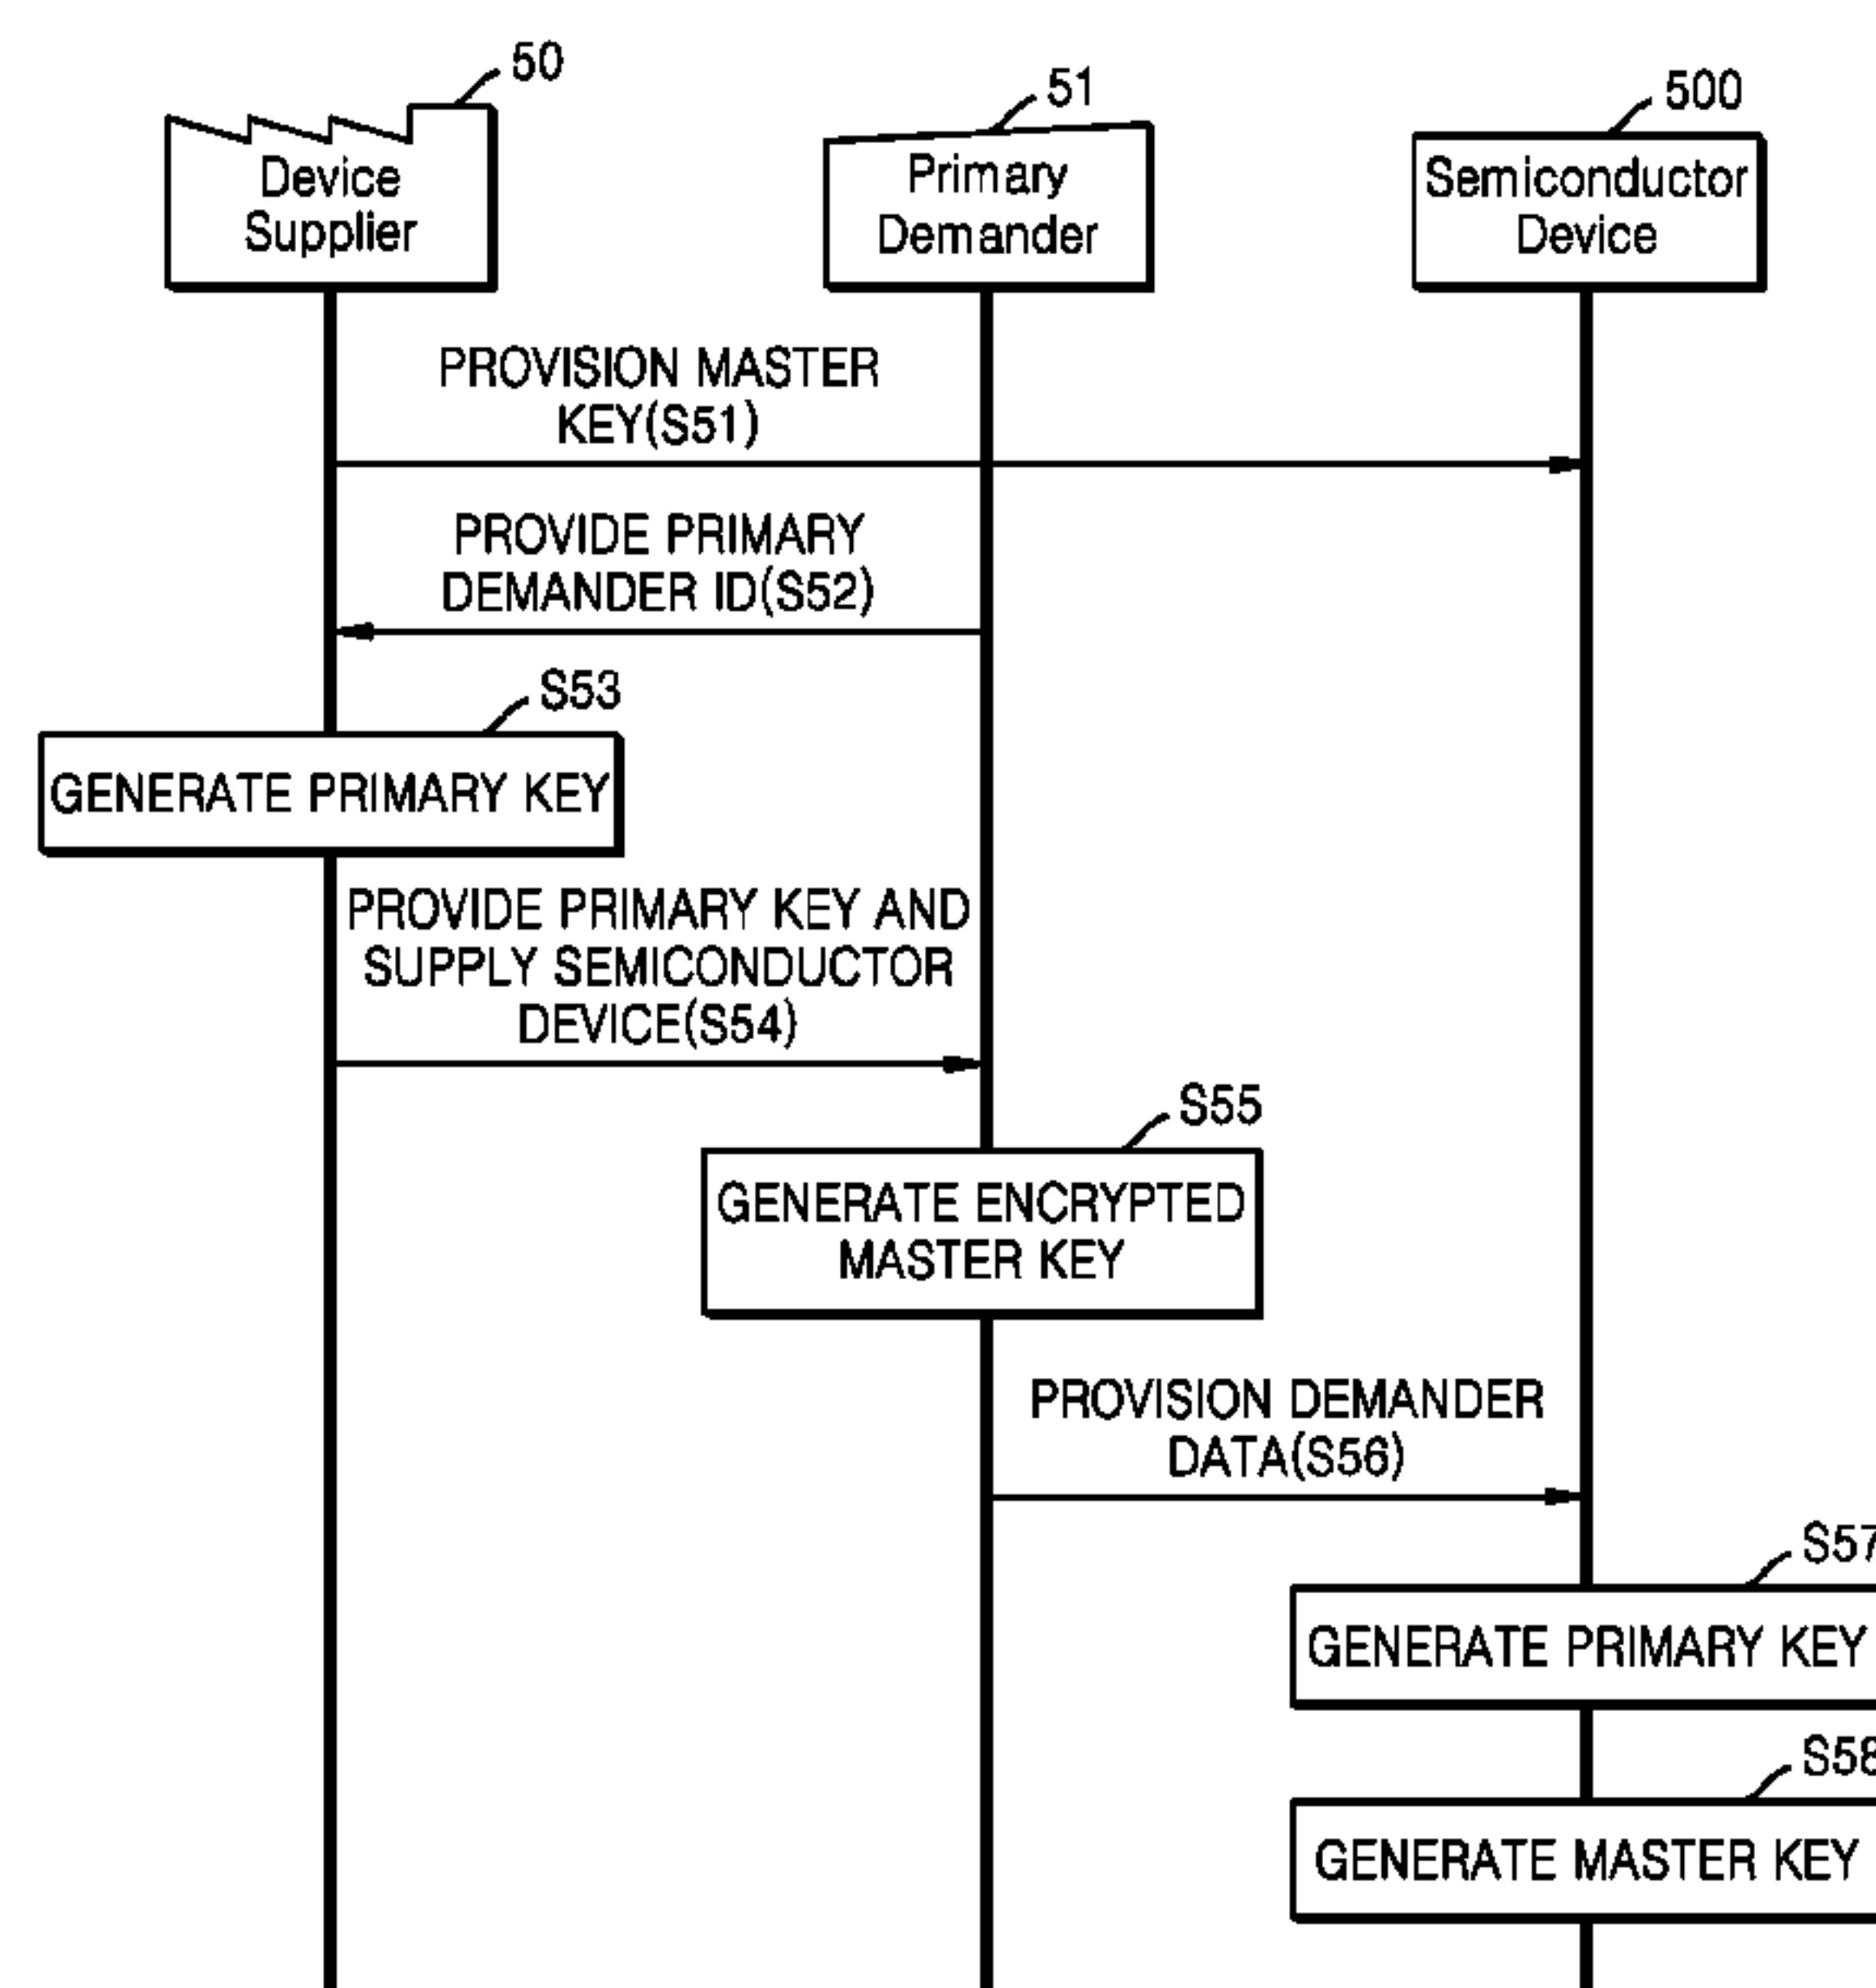 50
51
500
Device
Supplier
Primary
Demander
Semiconductor
Device
PROVISION MASTER
KEY(S51)
PROVIDE PRIMARY
DEMANDER ID(S52)
S53
GENERATE PRIMARY KEY
PROVIDE PRIMARY KEY AND
SUPPLY SEMICONDUCTOR
DEVICE(S54)
S55
GENERATE ENCRYPTED
MASTER KEY
PROVISION DEMANDER
DATA(S56)
S57
GENERATE PRIMARY KEY
S58
GENERATE MASTER KEY